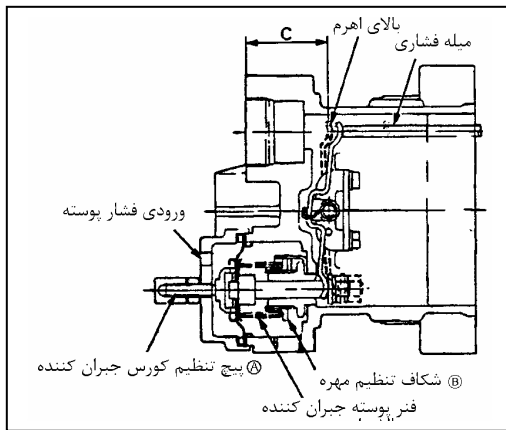 بالای اهرم
میله فشاری
C
ورودی فشار پوسته
Ⓐ پیچ تنظیم کورس جبران کننده
Ⓑ شکاف تنظیم مهره
فنر پوسته جبران کننده